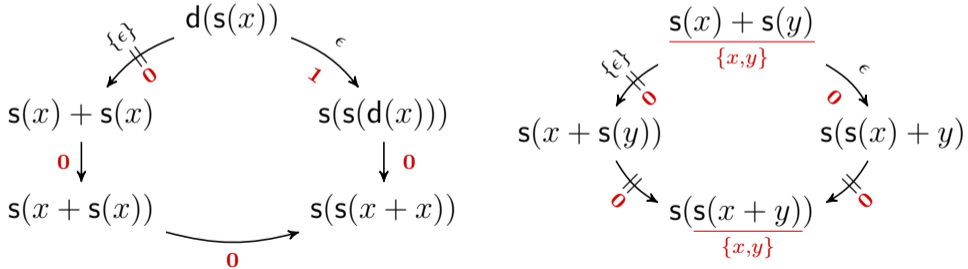 d(s(x))
{ϵ}
0
ϵ
1
s(x) + s(x)
s(s(d(x)))
0
0
s(x + s(x))
s(s(x + x))
0
s(x) + s(y)
{x,y}
{ϵ}
0
ϵ
0
s(x + s(y))
s(s(x) + y)
0
0
s(s(x + y))
{x,y}